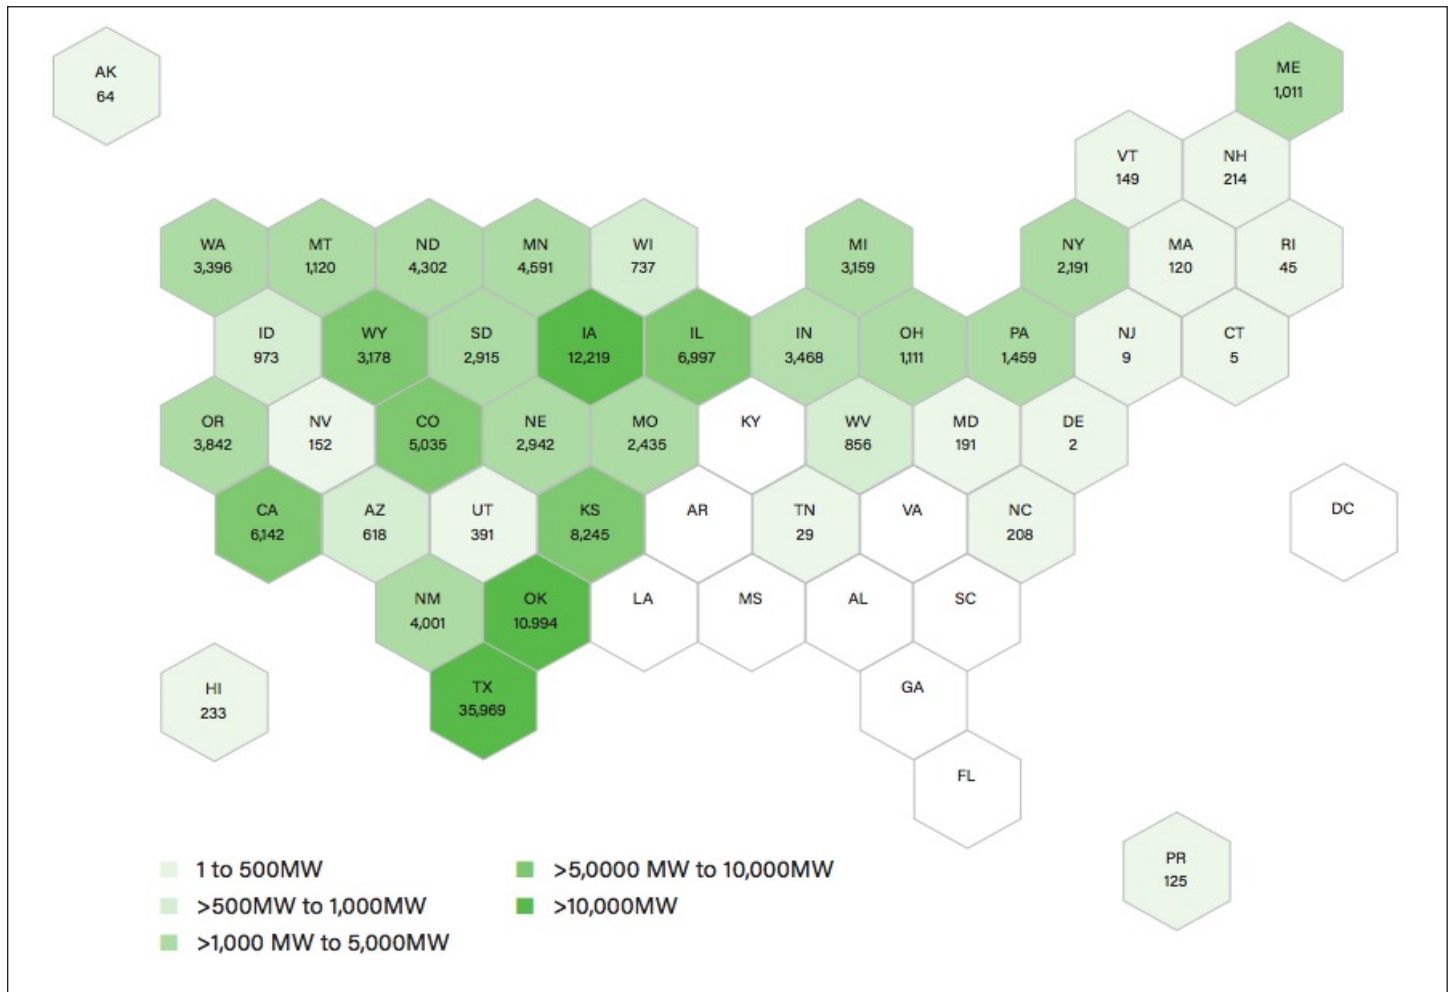 AK
64
ME
1,011
VT
149
NH
214
WA
3,396
MT
1,120
ND
4,302
MN
4,591
WI
737
MI
3,159
NY
2,191
MA
120
RI
45
ID
973
WY
3,178
SD
2,915
IA
12,219
IL
6,997
IN
3,468
OH
1,111
PA
1,459
NJ
9
CT
5
OR
3,842
NV
152
CO
5,035
NE
2,942
MO
2,435
KY
WV
856
MD
191
DE
2
CA
6,142
AZ
618
UT
391
KS
8,245
AR
TN
29
VA
NC
208
DC
NM
4,001
OK
10.994
LA
MS
AL
SC
HI
233
TX
35,969
GA
FL
PR
125
1 to 500MW
>500MW to 1,000MW
>1,000 MW to 5,000MW
>5,0000 MW to 10,000MW
>10,000MW